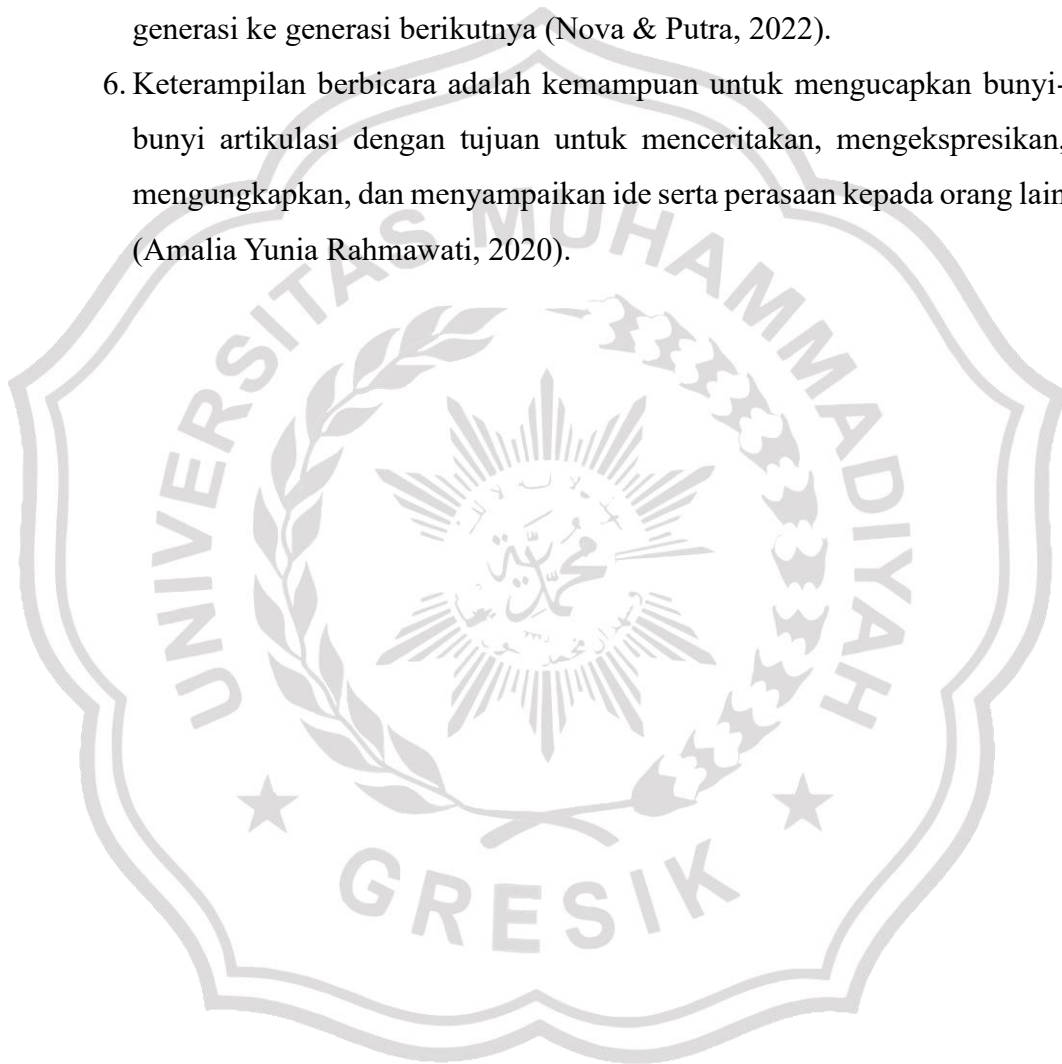 generasi ke generasi berikutnya (Nova & Putra, 2022).
6. Keterampilan berbicara adalah kemampuan untuk mengucapkan bunyi-
bunyi artikulasi dengan tujuan untuk menceritakan, mengekspresikan,
mengungkapkan, dan menyampaikan ide serta perasaan kepada orang lain
(Amalia Yunia Rahmawati, 2020).
UNIVERSITAS MUHAMMADIYAH
محمدية
GRESIK